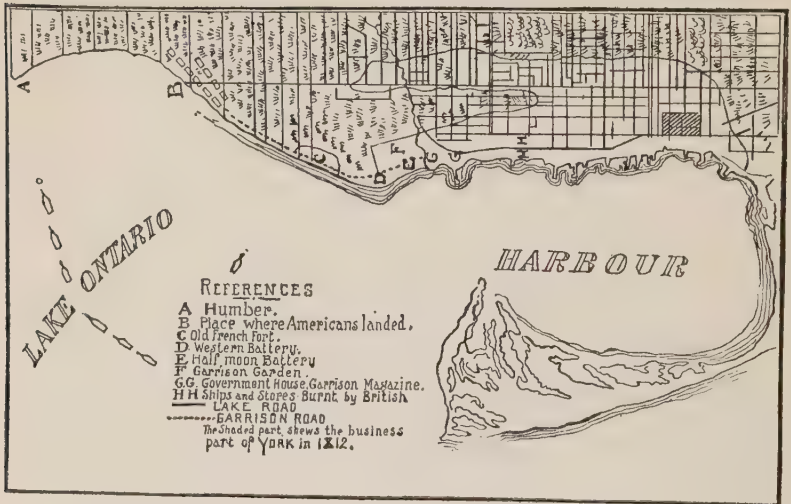 A
B
C
D
E
F
G
G
H H
LAKE ONTARIO
HARBOUR
REFERENCES
A Humber.
B Place where Americans landed.
C Old French Fort.
D Western Battery.
E Half moon Battery
F Garrison Garden.
G.G. Government House, Garrison Magazine.
H H Ships and Stores Burnt by British
LAKE ROAD
GARRISON ROAD
The Shaded part shews the business
part of YORK in 1812.